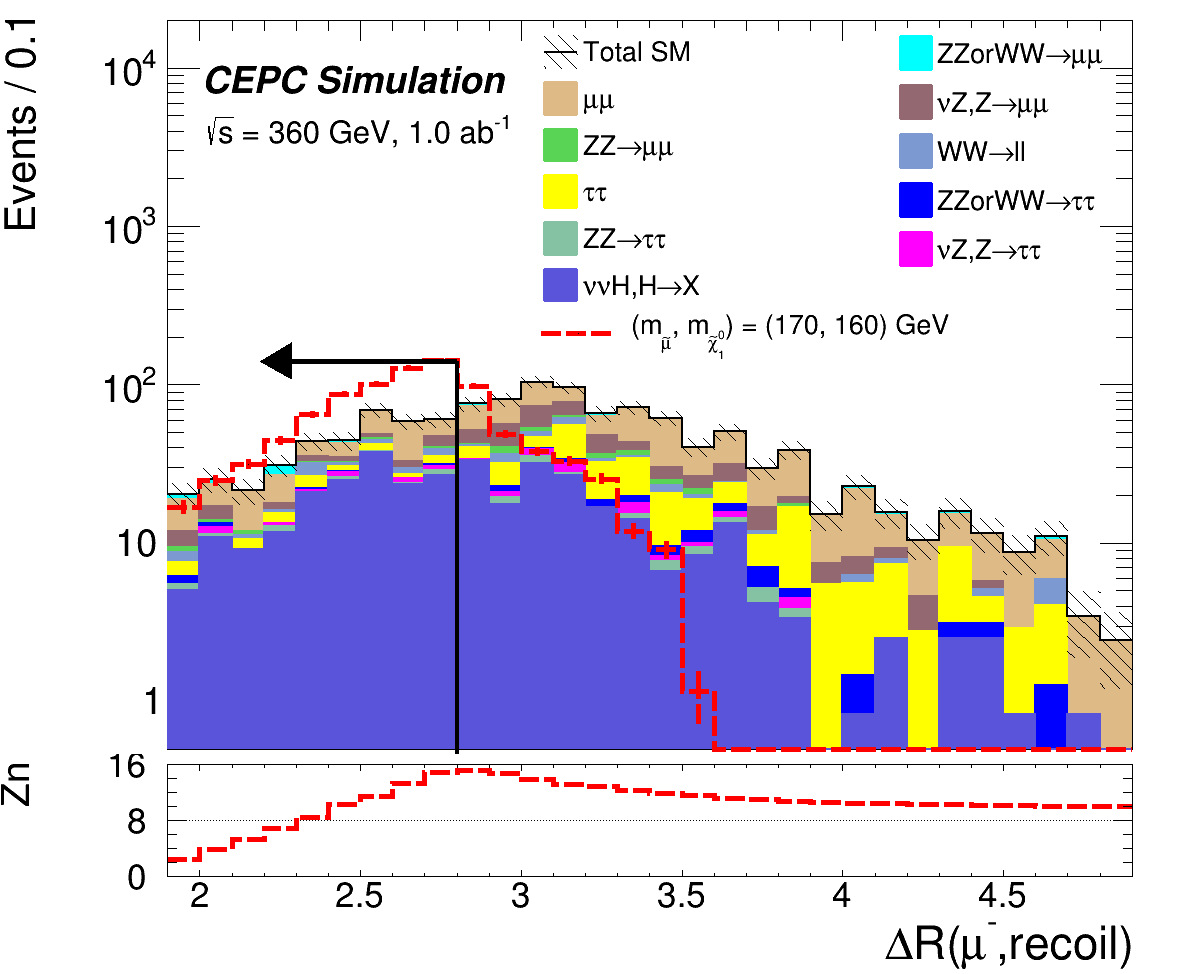 Events / 0.1
10⁴
10³
10²
10
1
CEPC Simulation
√s = 360 GeV, 1.0 ab⁻¹
Total SM
μμ
ZZ→μμ
ττ
ZZ→ττ
ννH,H→X
ZZorWW→μμ
νZ,Z→μμ
WW→ll
ZZorWW→ττ
νZ,Z→ττ
(m_μ̃, m_χ̃⁰₁) = (170, 160) GeV
Zn
16
8
0
2 2.5 3 3.5 4 4.5
ΔR(μ⁻,recoil)